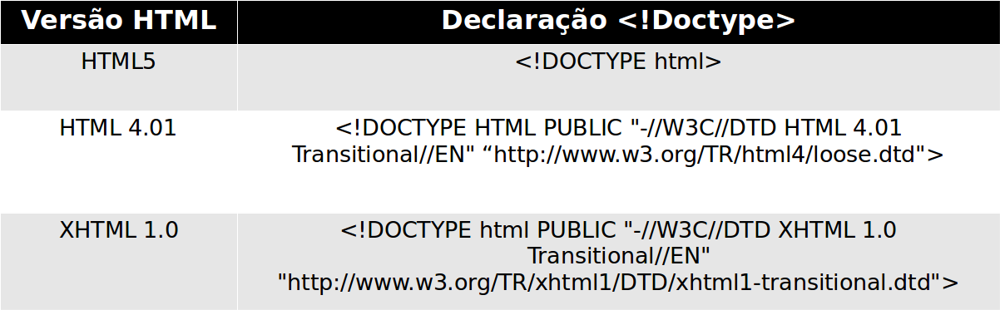 Versão HTML
Declaração <!Doctype>
HTML5
<!DOCTYPE html>
HTML 4.01
<!DOCTYPE HTML PUBLIC "-//W3C//DTD HTML 4.01
Transitional//EN" “http://www.w3.org/TR/html4/loose.dtd">
XHTML 1.0
<!DOCTYPE html PUBLIC "-//W3C//DTD XHTML 1.0
Transitional//EN"
"http://www.w3.org/TR/xhtml1/DTD/xhtml1-transitional.dtd">